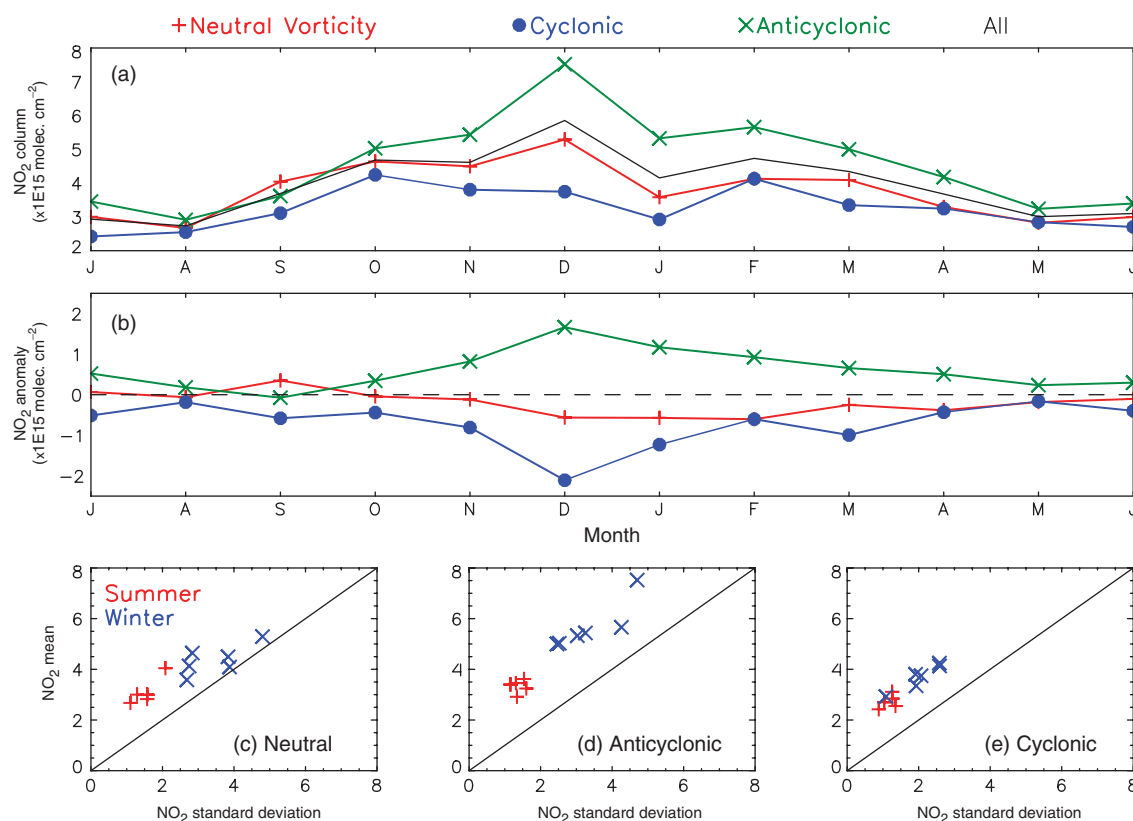 Neutral Vorticity Cyclonic Anticyclonic All
(a)
NO₂ column
(x1E15 molec. cm⁻²)
8
7
6
5
4
3
2
J A S O N D J F M A M J
(b)
NO₂ anomaly
(x1E15 molec. cm⁻²)
2
1
0
−1
−2
J A S O N D J F M A M J
Month
NO₂ mean
8
6
4
2
0
Summer
Winter
(c) Neutral
0 2 4 6 8
NO₂ standard deviation
8
6
4
2
0
(d) Anticyclonic
0 2 4 6 8
NO₂ standard deviation
8
6
4
2
0
(e) Cyclonic
0 2 4 6 8
NO₂ standard deviation